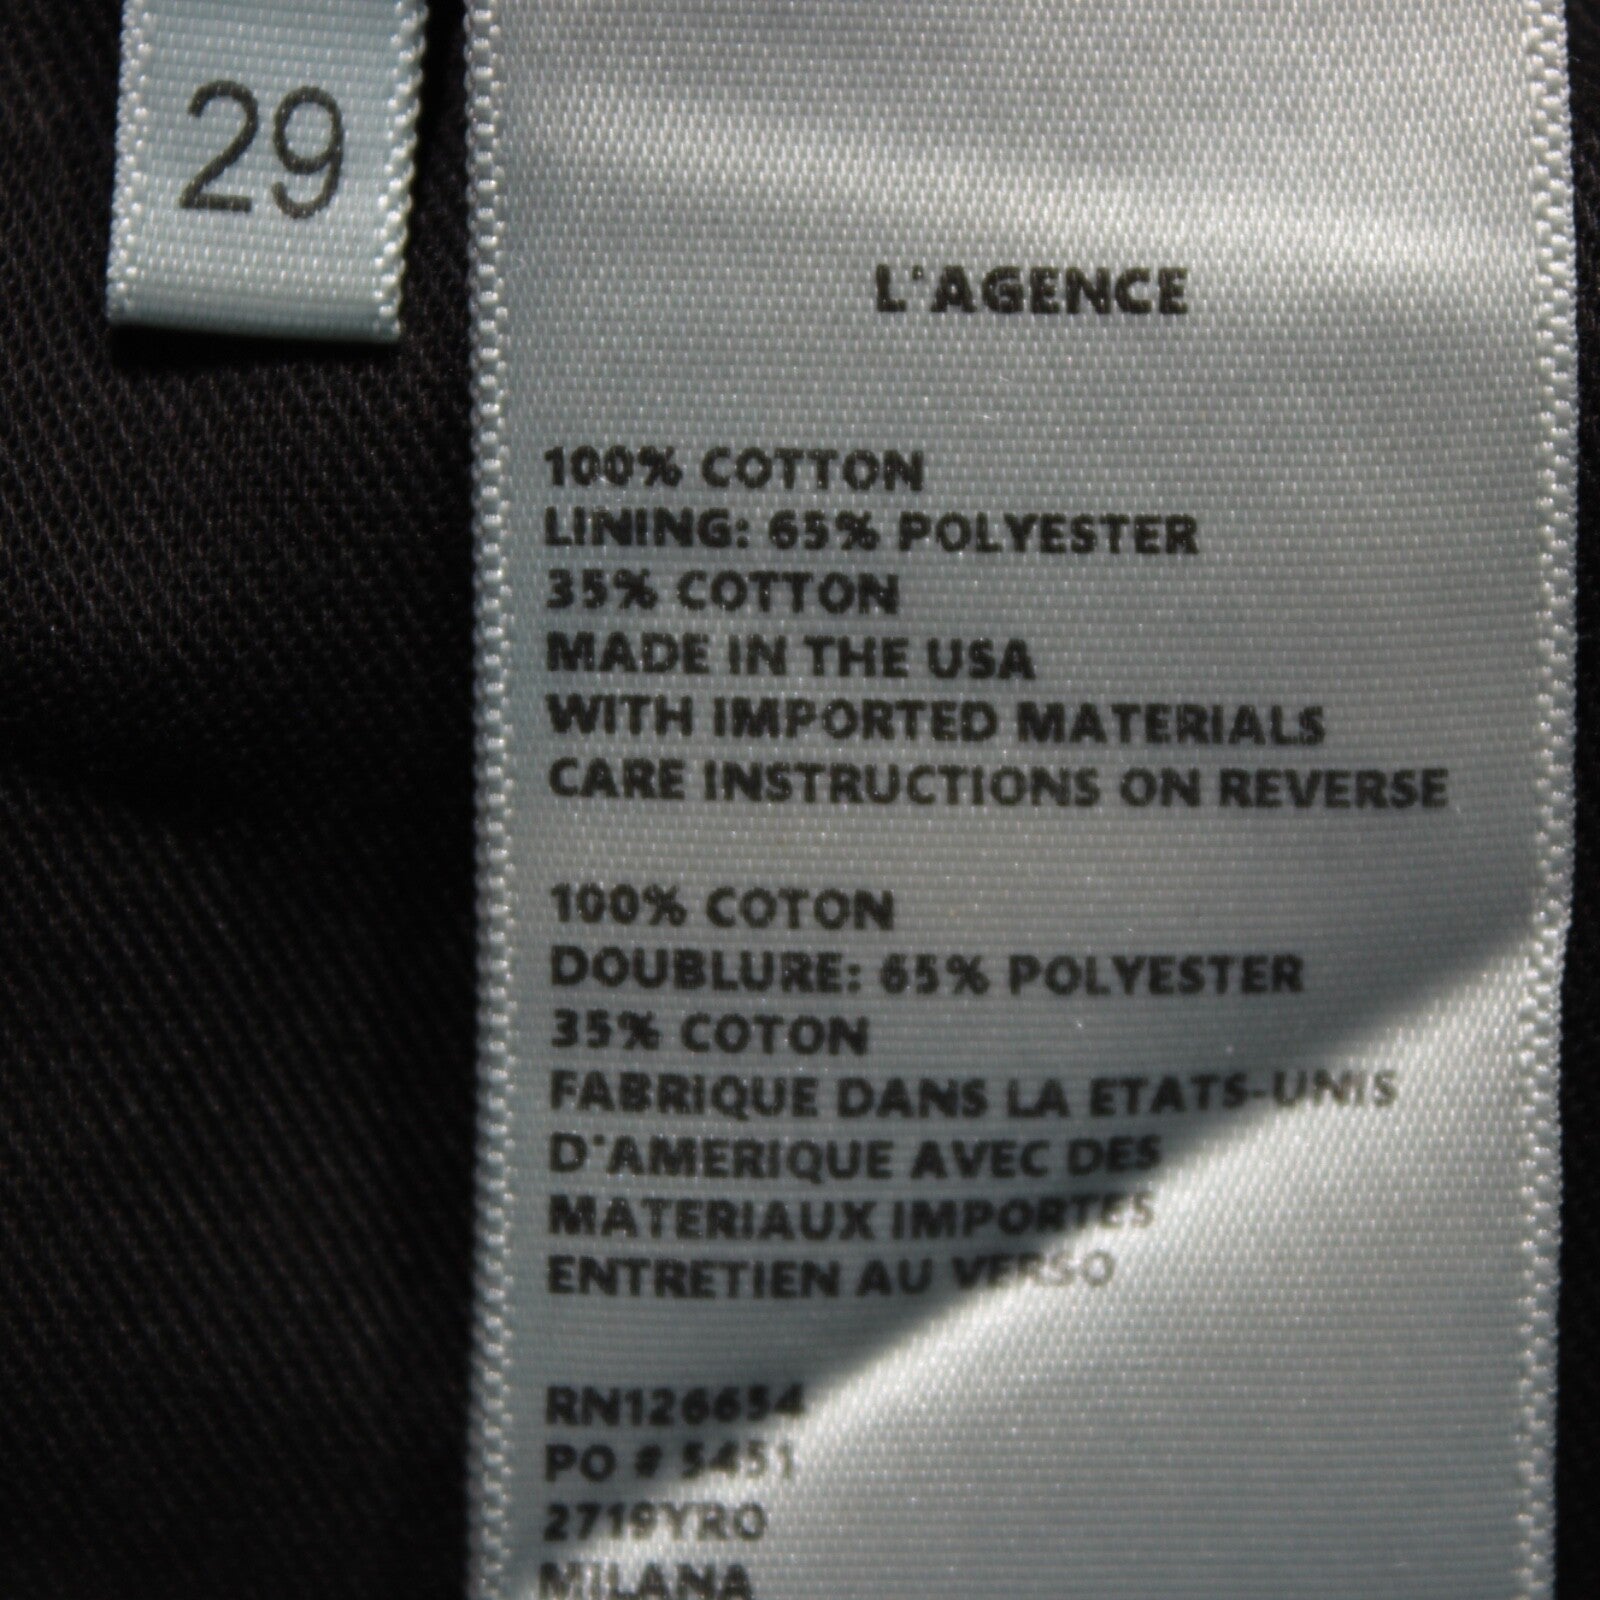 29
L'AGENCE
100% COTTON
LINING: 65% POLYESTER
35% COTTON
MADE IN THE USA
WITH IMPORTED MATERIALS
CARE INSTRUCTIONS ON REVERSE
100% COTON
DOUBLURE: 65% POLYESTER
35% COTON
FABRIQUE DANS LA ETATS-UNIS
D'AMERIQUE AVEC DES
MATERIAUX IMPORTES
ENTRETIEN AU VERSO
RN126654
PO # 5451
2719YRO
MILANA